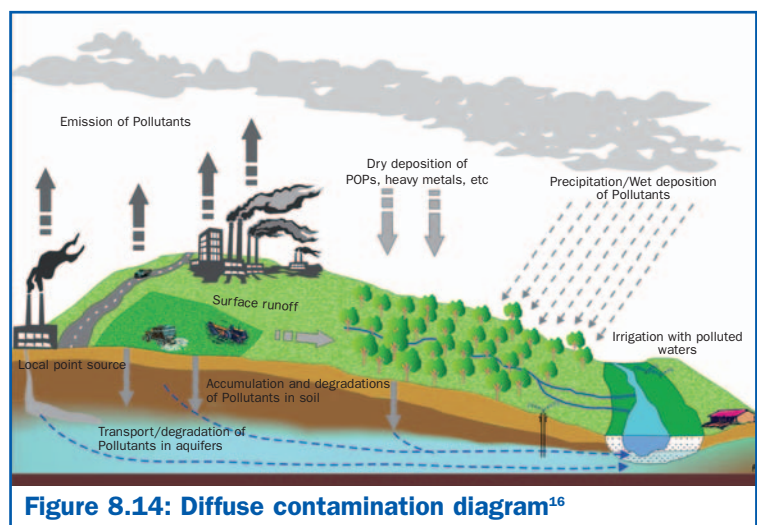 Emission of Pollutants
Dry deposition of
POPs, heavy metals, etc
Precipitation/Wet deposition
of Pollutants
Surface runoff
Irrigation with polluted
waters
Local point source
Accumulation and degradations
of Pollutants in soil
Transport/degradation of
Pollutants in aquifers
Figure 8.14: Diffuse contamination diagram¹⁶